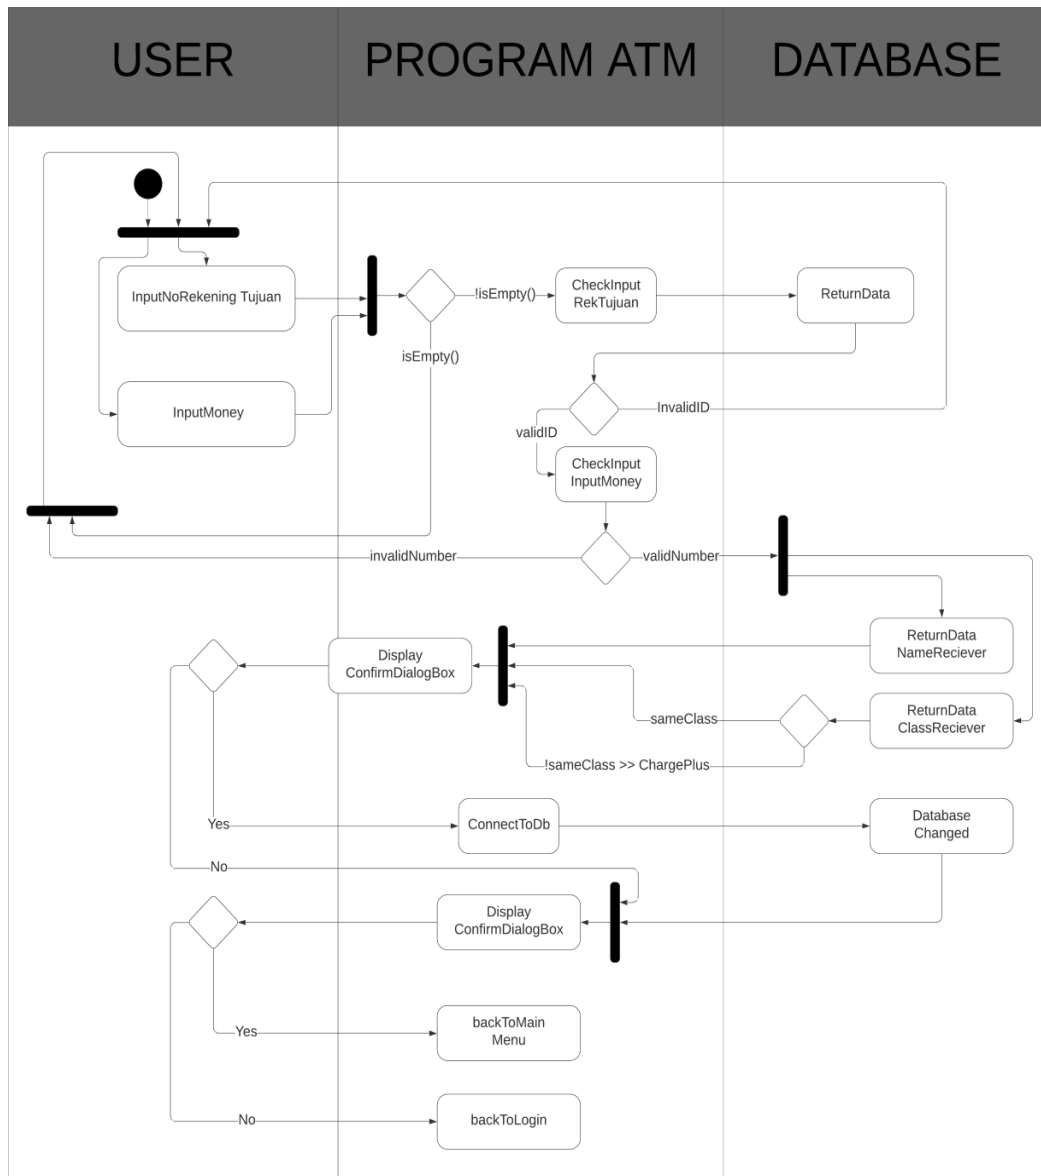 USER
PROGRAM ATM
DATABASE
InputNoRekening Tujuan
!isEmpty()
CheckInput
RekTujuan
ReturnData
isEmpty()
InputMoney
InvalidID
validID
CheckInput
InputMoney
invalidNumber
validNumber
ReturnData
NameReciever
Display
ConfirmDialogBox
ReturnData
ClassReciever
sameClass
!sameClass >> ChargePlus
Yes
ConnectToDb
Database
Changed
No
Display
ConfirmDialogBox
Yes
backToMain
Menu
No
backToLogin